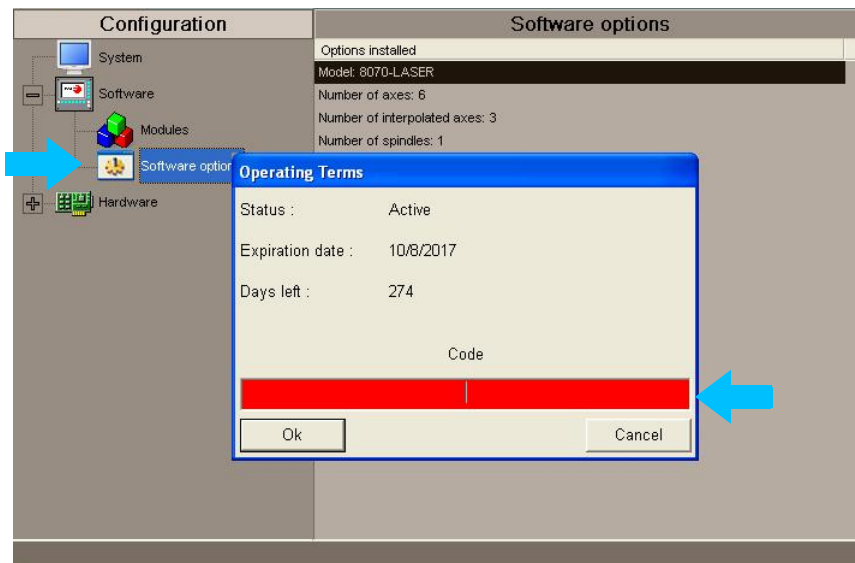 Configuration
Software options
System
Software
Modules
Software option
Hardware
Options installed
Model: 8070-LASER
Number of axes: 6
Number of interpolated axes: 3
Number of spindles: 1
Operating Terms
Status : Active
Expiration date : 10/8/2017
Days left : 274
Code
Ok Cancel